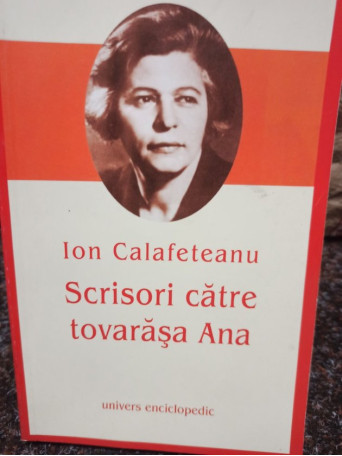 Ion Calafeteanu
Scrisori către
tovarăşa Ana
univers enciclopedic